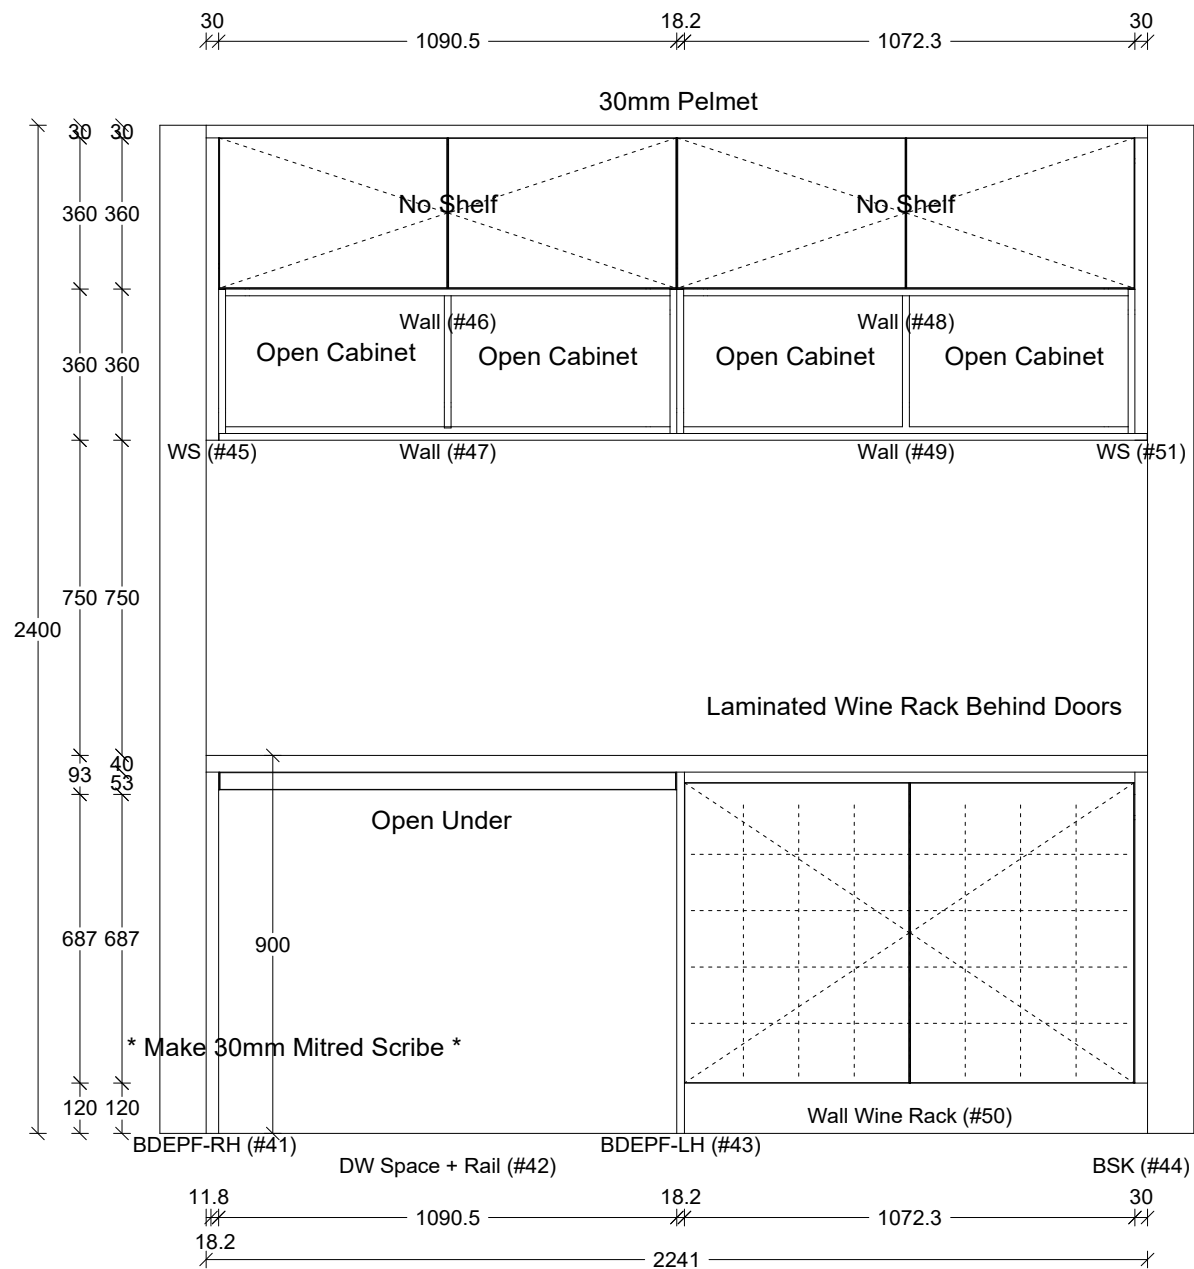 30 18.2 30
1090.5 1072.3
30mm Pelmet
30 30
No Shelf No Shelf
360 360
Wall (#46) Wall (#48)
Open Cabinet Open Cabinet Open Cabinet Open Cabinet
360 360
WS (#45) Wall (#47) Wall (#49) WS (#51)
750 750
2400
Laminated Wine Rack Behind Doors
40
93
53
Open Under
687 687
900
* Make 30mm Mitred Scribe *
120 120
Wall Wine Rack (#50)
BDEPF-RH (#41) BDEPF-LH (#43)
DW Space + Rail (#42) BSK (#44)
11.8 18.2 30
1090.5 1072.3
18.2
2241